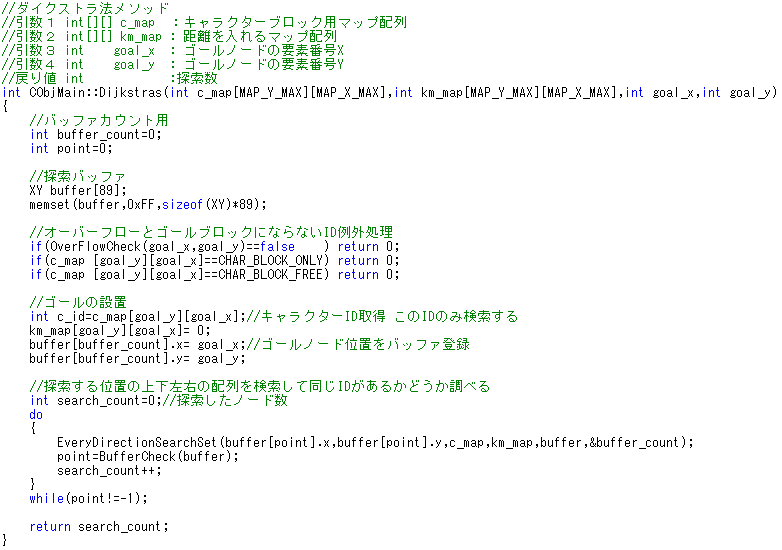 //ダイクストラ法メソッド
//引数１ int[][] c_map  ：キャラクターブロック用マップ配列
//引数２ int[][] km_map ：距離を入れるマップ配列
//引数３ int    goal_x  ：ゴールノードの要素番号X
//引数４ int    goal_y  ：ゴールノードの要素番号Y
//戻り値 int            :探索数
int CObjMain::Dijkstras(int c_map[MAP_Y_MAX][MAP_X_MAX],int km_map[MAP_Y_MAX][MAP_X_MAX],int goal_x,int goal_y)
{
    //バッファカウント用
    int buffer_count=0;
    int point=0;

    //探索バッファ
    XY buffer[89];
    memset(buffer,0xFF,sizeof(XY)*89);

    //オーバーフローとゴールブロックにならないID例外処理
    if(OverFlowCheck(goal_x,goal_y)==false    ) return 0;
    if(c_map [goal_y][goal_x]==CHAR_BLOCK_ONLY) return 0;
    if(c_map [goal_y][goal_x]==CHAR_BLOCK_FREE) return 0;

    //ゴールの設置
    int c_id=c_map[goal_y][goal_x];//キャラクターID取得 このIDのみ検索する
    km_map[goal_y][goal_x]= 0;
    buffer[buffer_count].x= goal_x;//ゴールノード位置をバッファ登録
    buffer[buffer_count].y= goal_y;

    //探索する位置の上下左右の配列を検索して同じIDがあるかどうか調べる
    int search_count=0;//探索したノード数
    do
    {
        EveryDirectionSearchSet(buffer[point].x,buffer[point].y,c_map,km_map,buffer,&buffer_count);
        point=BufferCheck(buffer);
        search_count++;
    }
    while(point!=-1);

    return search_count;
}